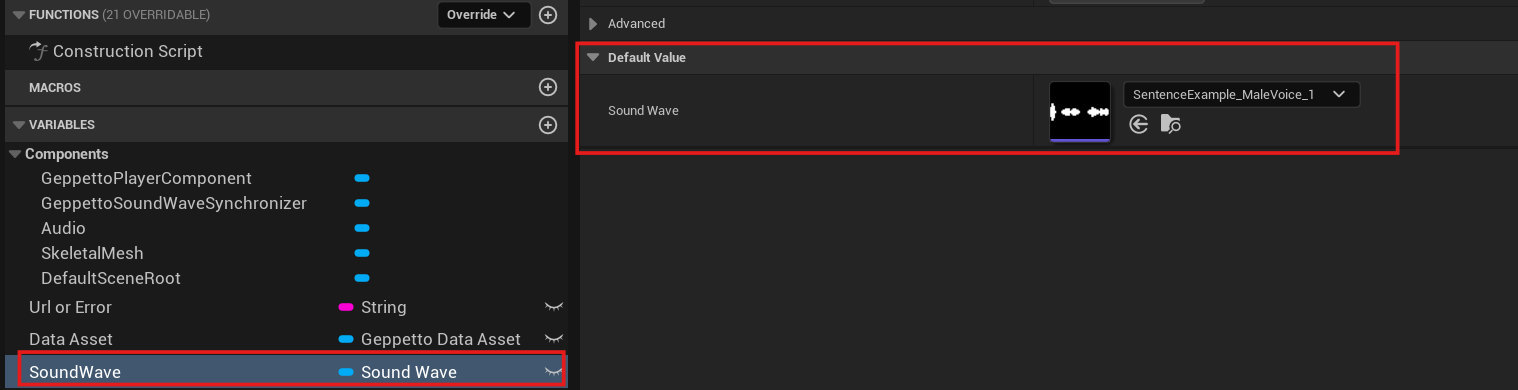 FUNCTIONS (21 OVERRIDABLE)
Override
Construction Script
MACROS
VARIABLES
Components
GeppettoPlayerComponent
GeppettoSoundWaveSynchronizer
Audio
SkeletalMesh
DefaultSceneRoot
Url or Error String
Data Asset Geppetto Data Asset
SoundWave Sound Wave
Advanced
Default Value
Sound Wave
SentenceExample_MaleVoice_1